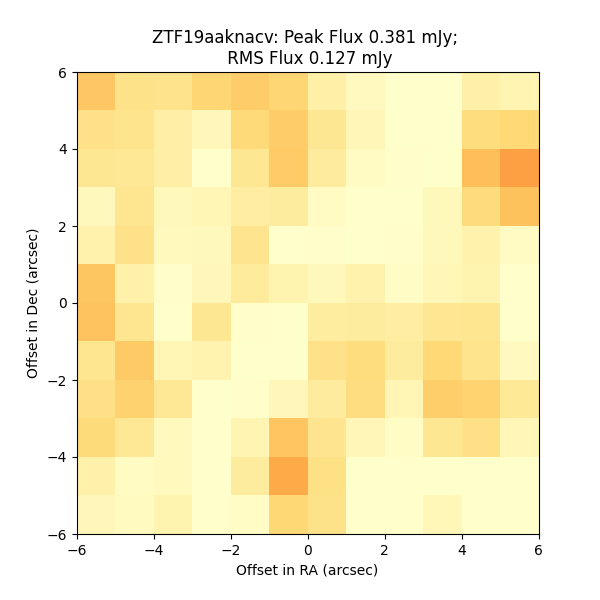 ZTF19aaknacv: Peak Flux 0.381 mJy;
RMS Flux 0.127 mJy
6
4
2
0
−2
−4
−6
Offset in Dec (arcsec)
−6 −4 −2 0 2 4 6
Offset in RA (arcsec)